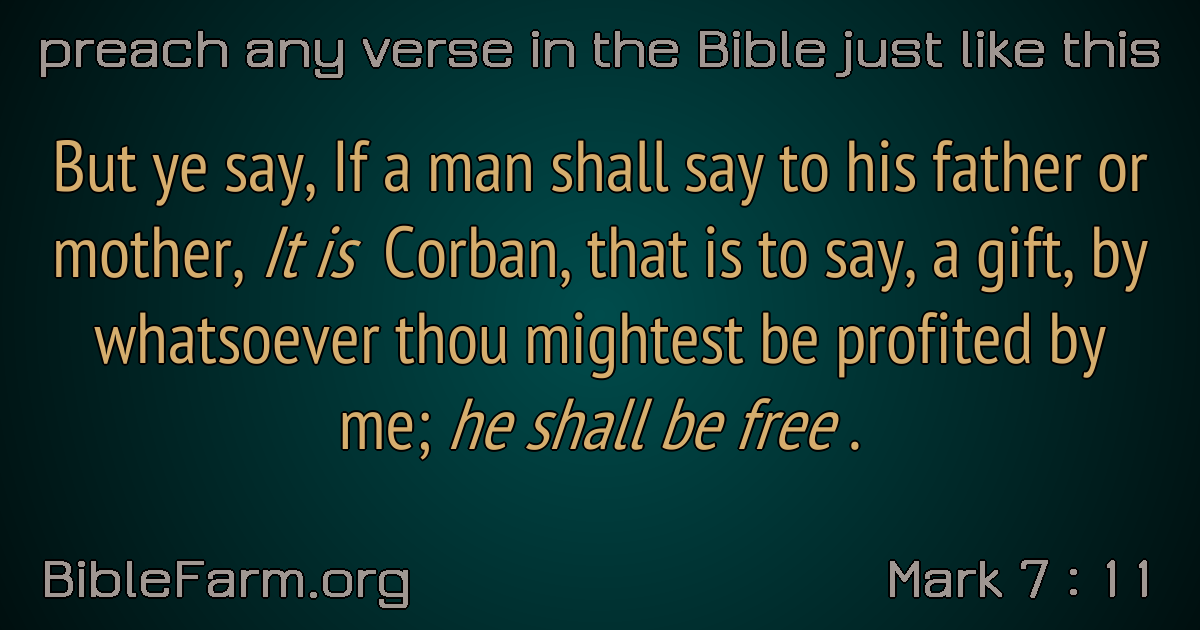 preach any verse in the Bible just like this
But ye say, If a man shall say to his father or
mother, It is Corban, that is to say, a gift, by
whatsoever thou mightest be profited by
me; he shall be free .
BibleFarm.org
Mark 7 : 11